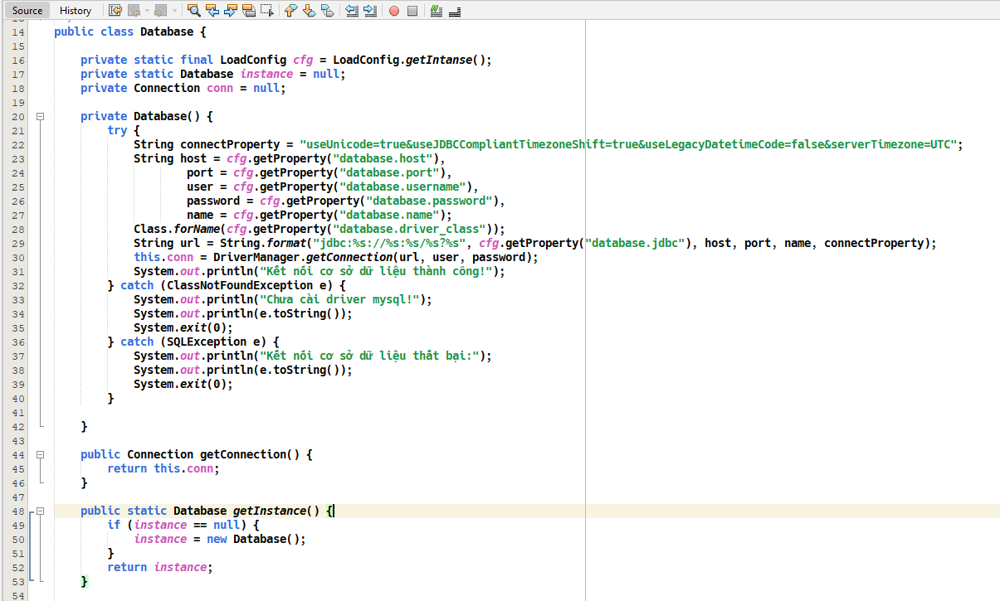 Source History
14 public class Database {
15
16 private static final LoadConfig cfg = LoadConfig.getIntanse();
17 private static Database instance = null;
18 private Connection conn = null;
19
20 private Database() {
21 try {
22 String connectProperty = "useUnicode=true&useJDBCCompliantTimezoneShift=true&useLegacyDatetimeCode=false&serverTimezone=UTC";
23 String host = cfg.getProperty("database.host"),
24 port = cfg.getProperty("database.port"),
25 user = cfg.getProperty("database.username"),
26 password = cfg.getProperty("database.password"),
27 name = cfg.getProperty("database.name");
28 Class.forName(cfg.getProperty("database.driver_class"));
29 String url = String.format("jdbc:%s://%s:%s/%s?%s", cfg.getProperty("database.jdbc"), host, port, name, connectProperty);
30 this.conn = DriverManager.getConnection(url, user, password);
31 System.out.println("Kết nối cơ sở dữ liệu thành công!");
32 } catch (ClassNotFoundException e) {
33 System.out.println("Chưa cài driver mysql!");
34 System.out.println(e.toString());
35 System.exit(0);
36 } catch (SQLException e) {
37 System.out.println("Kết nối cơ sở dữ liệu thất bại:");
38 System.out.println(e.toString());
39 System.exit(0);
40 }
41
42 }
43
44 public Connection getConnection() {
45 return this.conn;
46 }
47
48 public static Database getInstance() {
49 if (instance == null) {
50 instance = new Database();
51 }
52 return instance;
53 }
54